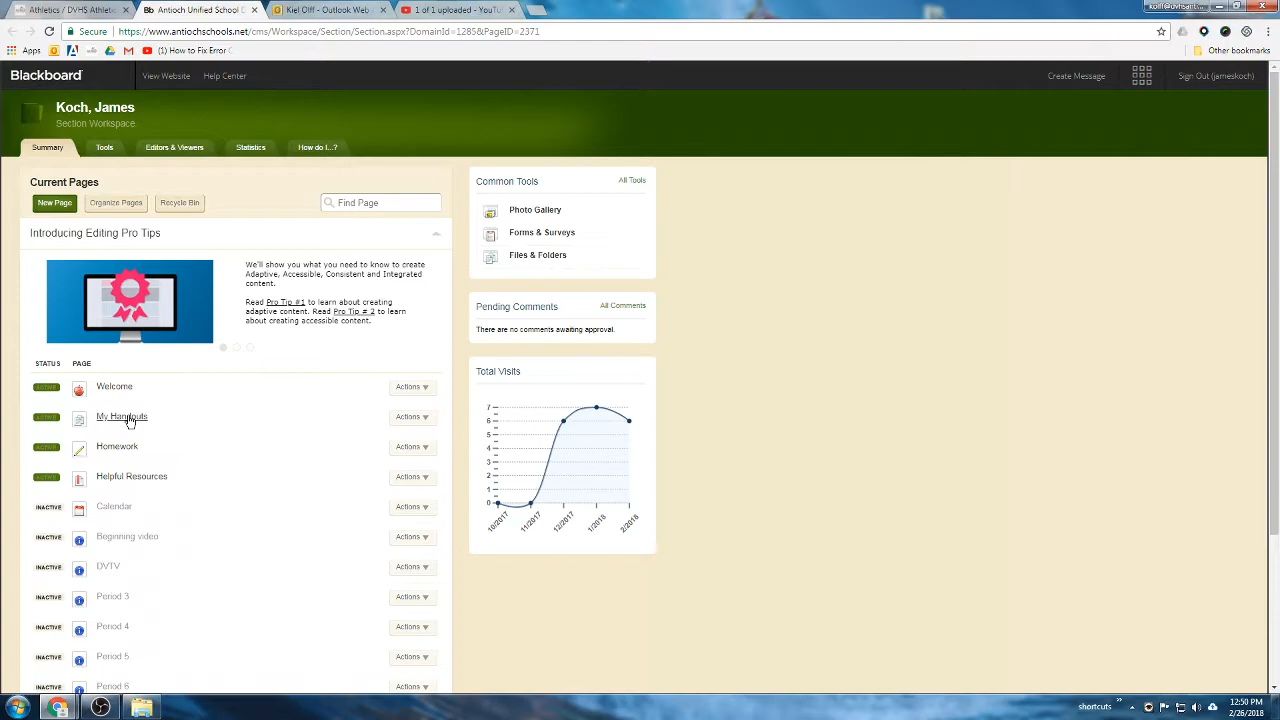 Athletics / DVHS Athletic
Antioch Unified School D
Kiel Olff - Outlook Web
1 of 1 uploaded - YouTu
Secure
https://www.antiochschools.net/cms/Workspace/Section/Section.aspx?DomainId=1285&PageID=2371
Apps
(1) How to Fix Error C
Other bookmarks
Blackboard
View Website
Help Center
Create Message
Sign Out (jameskoch)
Koch, James
Section Workspace
Summary
Tools
Editors & Viewers
Statistics
How do I...?
Current Pages
New Page
Organize Pages
Recycle Bin
Find Page
Introducing Editing Pro Tips
We'll show you what you need to know to create
Adaptive, Accessible, Consistent and Integrated
content.
Read Pro Tip #1 to learn about creating
adaptive content. Read Pro Tip # 2 to learn
about creating accessible content.
STATUS PAGE
ACTIVE Welcome Actions ▼
ACTIVE My Handouts Actions ▼
ACTIVE Homework Actions ▼
ACTIVE Helpful Resources Actions ▼
INACTIVE Calendar Actions ▼
INACTIVE Beginning video Actions ▼
INACTIVE DVTV Actions ▼
INACTIVE Period 3 Actions ▼
INACTIVE Period 4 Actions ▼
INACTIVE Period 5 Actions ▼
INACTIVE Period 6 Actions ▼
Common Tools
All Tools
Photo Gallery
Forms & Surveys
Files & Folders
Pending Comments
All Comments
There are no comments awaiting approval.
Total Visits
7
6
5
4
3
2
1
0
10/2017
11/2017
12/2017
1/2018
2/2018
shortcuts
12:50 PM
2/26/2018